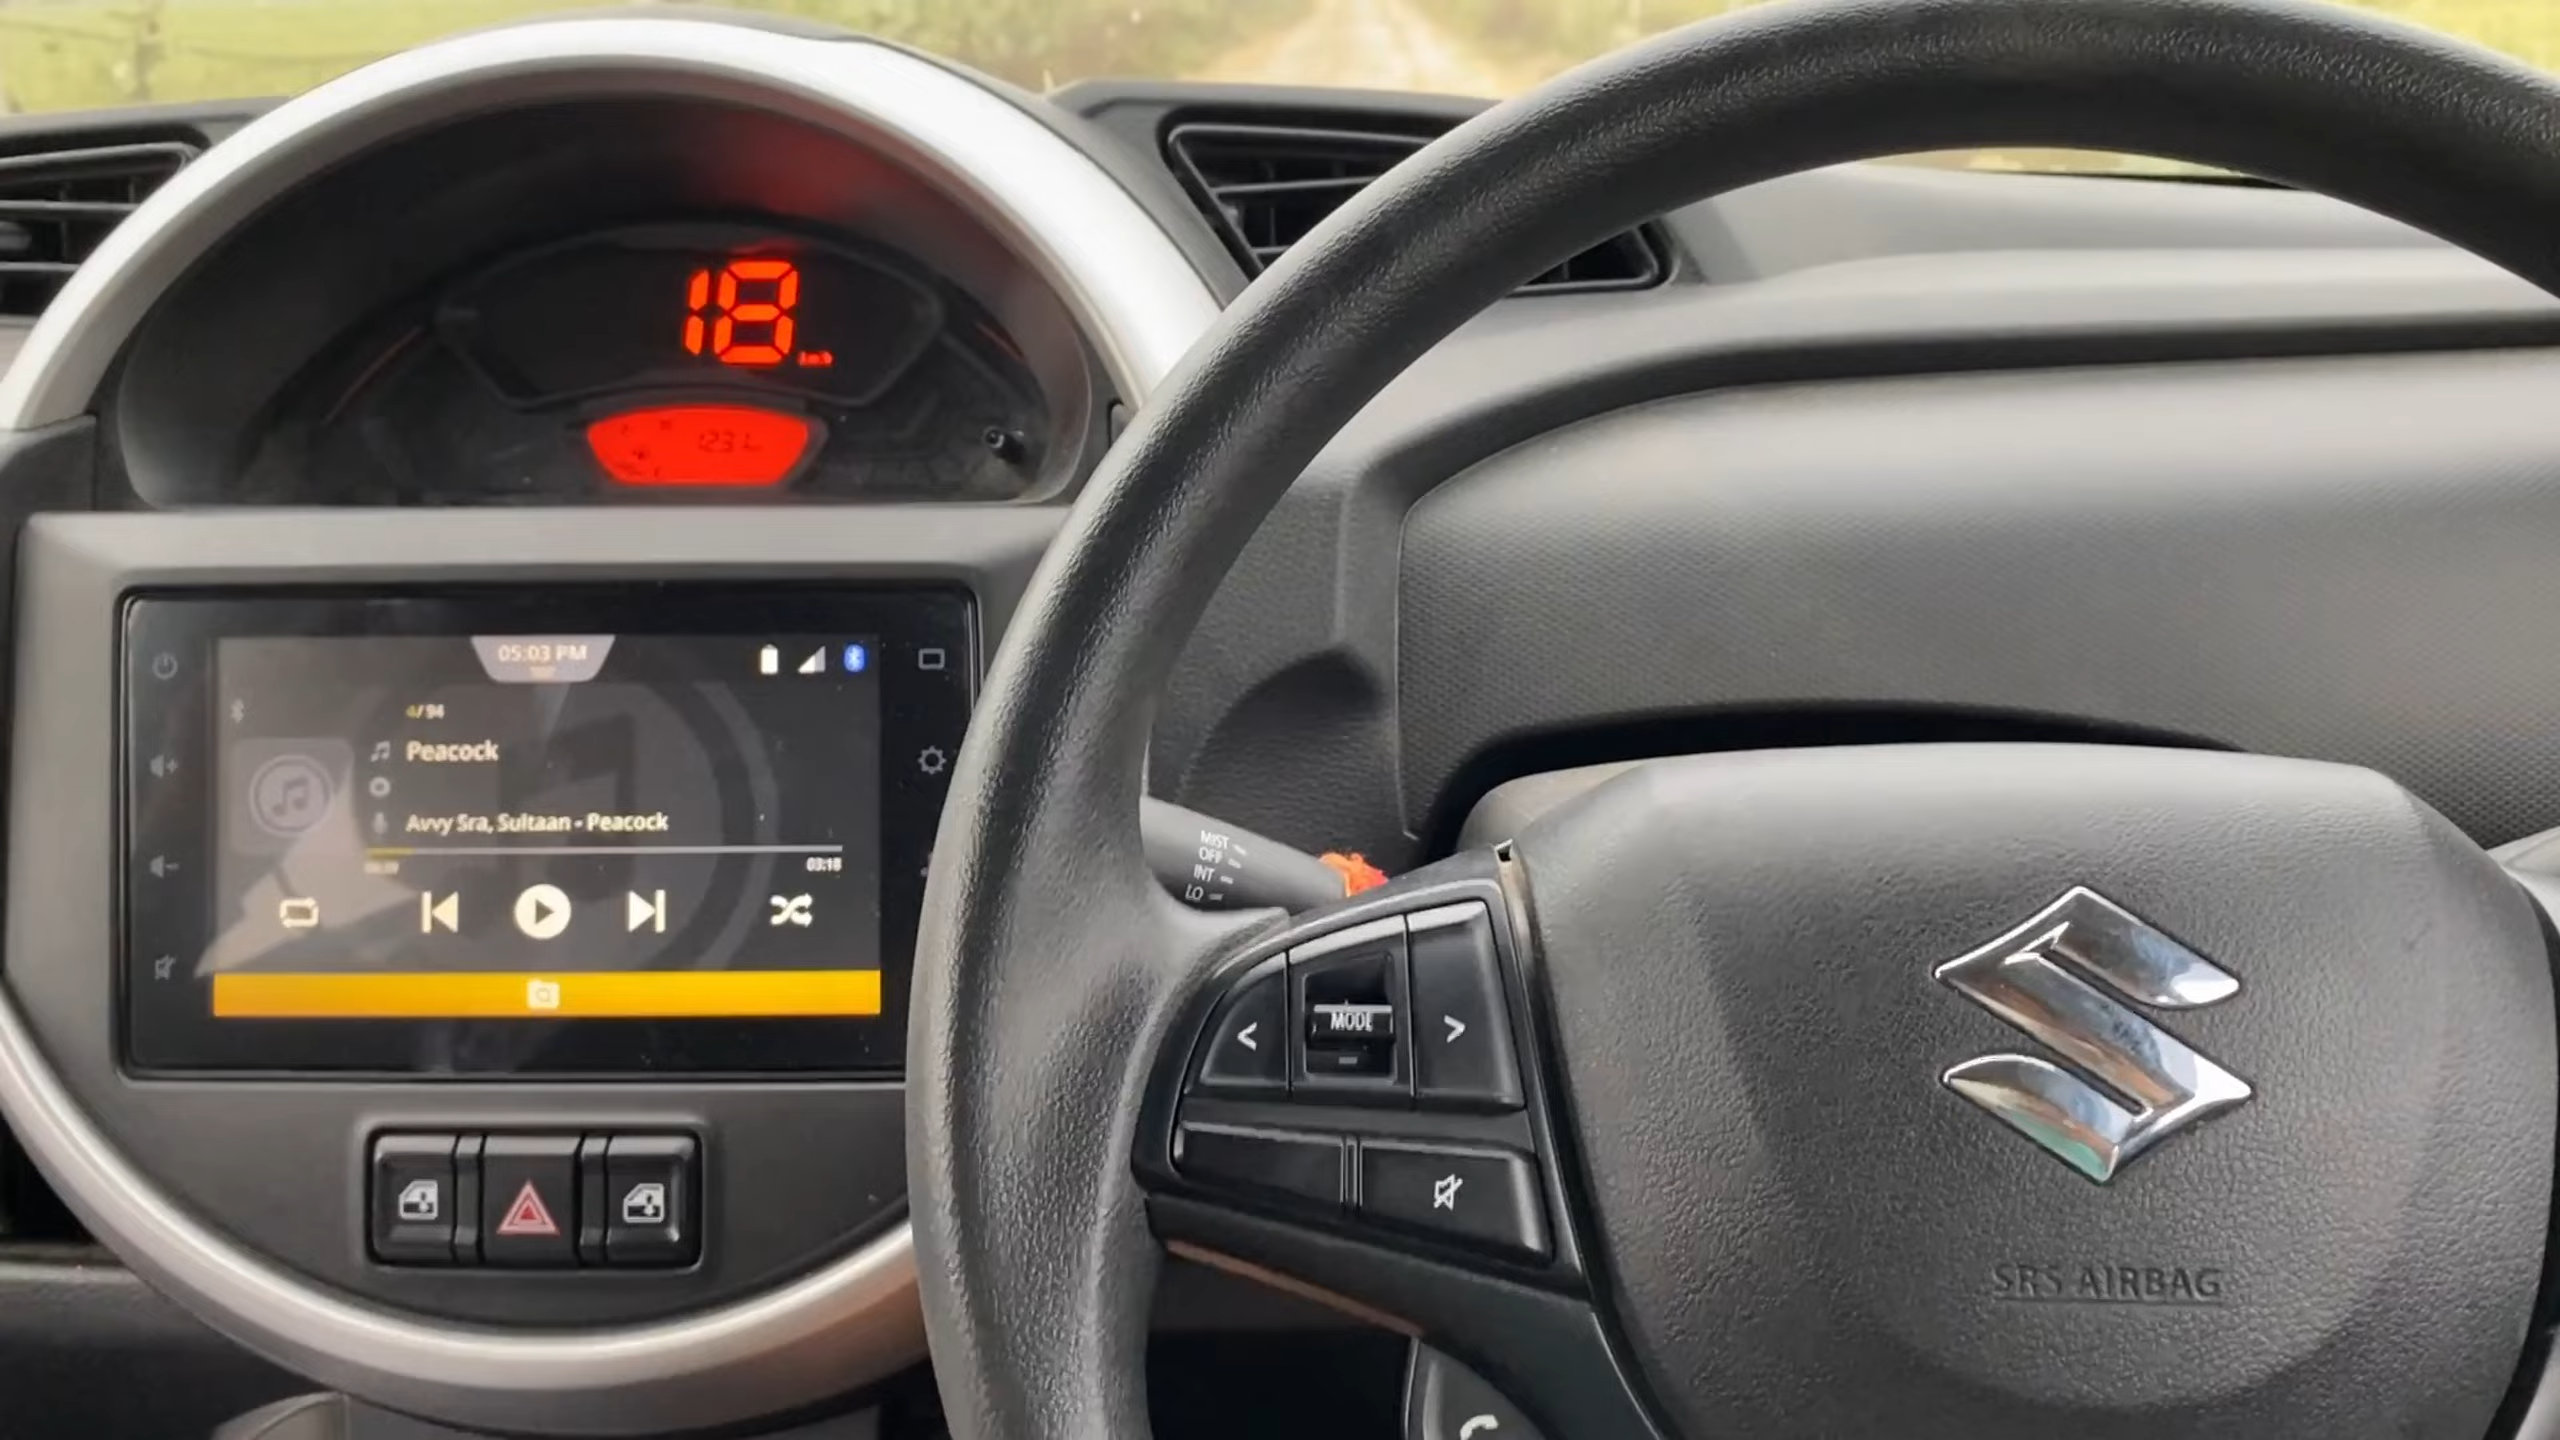 18
km/h
05:03 PM
4/94
Peacock
Avvy Sra, Sultaan - Peacock
03:18
MIST
OFF
INT
LO
< MODE >
SRS AIRBAG